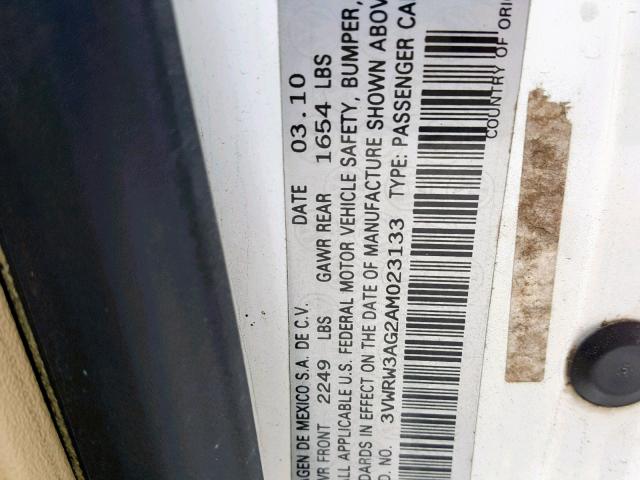 AGEN DE MEXICO S.A. DE C.V. DATE 03.10
WR FRONT 2249 LBS GAWR REAR 1654 LBS
ALL APPLICABLE U.S. FEDERAL MOTOR VEHICLE SAFETY, BUMPER,
DARDS IN EFFECT ON THE DATE OF MANUFACTURE SHOWN ABOV
NO. 3VWRW3AG2AM023133 TYPE: PASSENGER CA
COUNTRY OF ORI